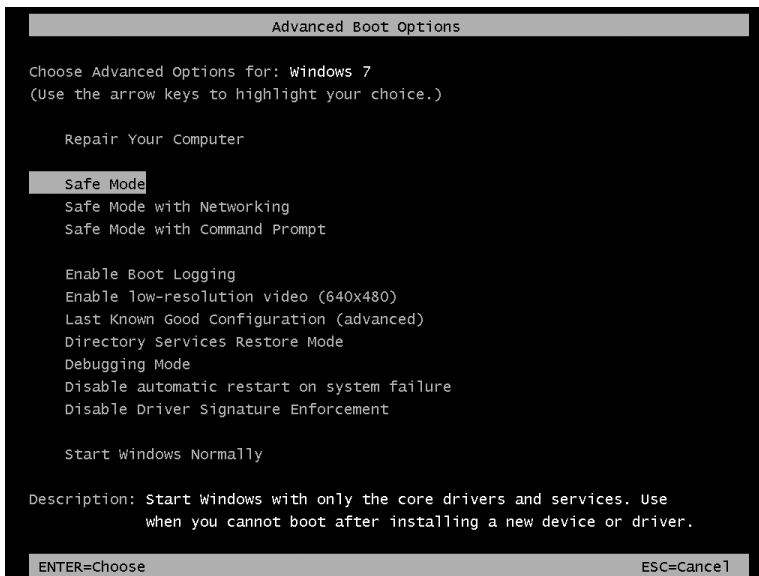 Advanced Boot Options
Choose Advanced Options for: Windows 7
(Use the arrow keys to highlight your choice.)
Repair Your Computer
Safe Mode
Safe Mode with Networking
Safe Mode with Command Prompt
Enable Boot Logging
Enable low-resolution video (640x480)
Last Known Good Configuration (advanced)
Directory Services Restore Mode
Debugging Mode
Disable automatic restart on system failure
Disable Driver Signature Enforcement
Start Windows Normally
Description: Start Windows with only the core drivers and services. Use
when you cannot boot after installing a new device or driver.
ENTER=Choose ESC=Cancel